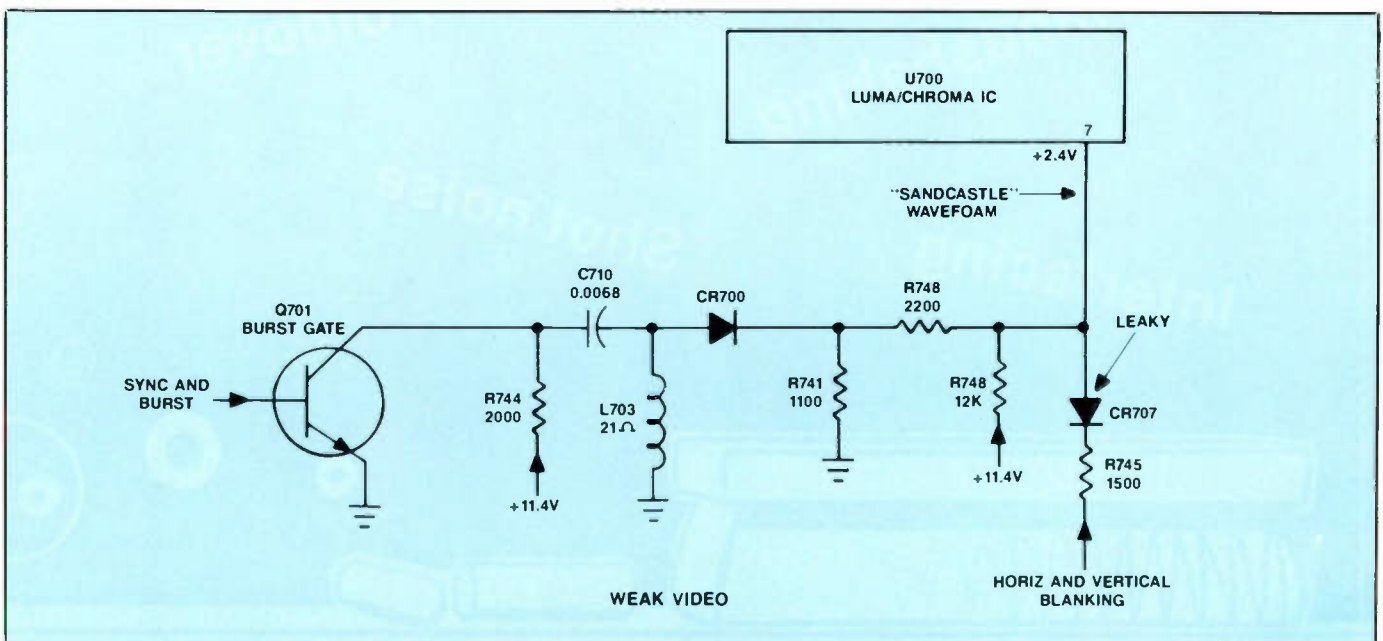 U700
LUMA/CHROMA IC
7
+2.4V
"SANDCASTLE"
WAVEFOAM
C710
0.0068
CR700
R748
2200
LEAKY
Q701
BURST GATE
SYNC AND
BURST
R744
2000
L703
21Ω
R741
1100
R748
12K
CR707
+11.4V
+11.4V
R745
1500
HORIZ AND VERTICAL
BLANKING
WEAK VIDEO